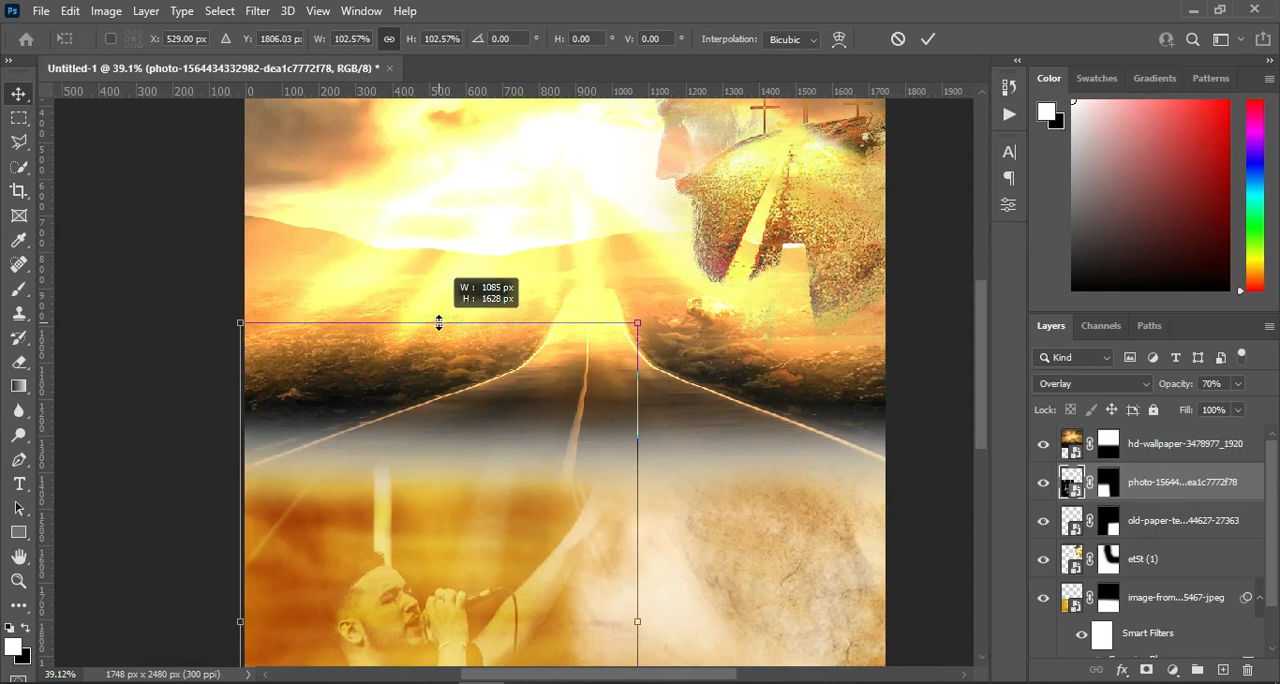 Ps File Edit Image Layer Type Select Filter 3D View Window Help
X: 529.00 px Y: 1806.03 px W: 102.57% H: 102.57% 0.00 ° H: 0.00 ° V: 0.00 ° Interpolation: Bicubic
Untitled-1 @ 39.1% (photo-1564434332982-dea1c7772f78, RGB/8) *
500 400 300 200 100 0 100 200 300 400 500 600 700 800 900 1000 1100 1200 1300 1400 1500 1600 1700 1800 1900
W : 1085 px
H : 1628 px
Color Swatches Gradients Patterns
Layers Channels Paths
Kind
Overlay Opacity: 70%
Lock: Fill: 100%
hd-wallpaper-3478977_1920
photo-15644...ea1c7772f78
old-paper-te...44627-27363
et5t (1)
image-from...5467-jpeg
Smart Filters
39.12% 1748 px x 2480 px (300 ppi)